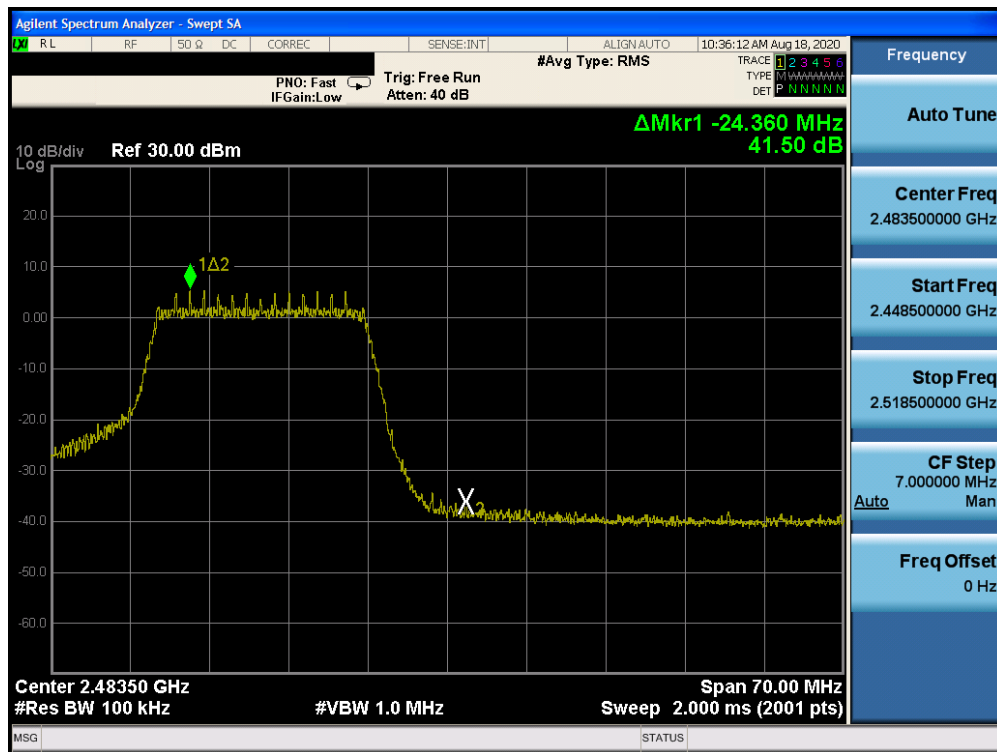 Agilent Spectrum Analyzer - Swept SA
LXI RL RF 50 Ω DC CORREC SENSE:INT ALIGN AUTO 10:36:12 AM Aug 18, 2020
PNO: Fast
IFGain:Low
Trig: Free Run
Atten: 40 dB
#Avg Type: RMS
TRACE 1 2 3 4 5 6
TYPE M
DET P N N N N N
ΔMkr1 -24.360 MHz
41.50 dB
10 dB/div Ref 30.00 dBm
Log
20.0
10.0
0.00
-10.0
-20.0
-30.0
-40.0
-50.0
-60.0
1Δ2
X2
Center 2.48350 GHz Span 70.00 MHz
#Res BW 100 kHz #VBW 1.0 MHz Sweep 2.000 ms (2001 pts)
MSG STATUS
Frequency
Auto Tune
Center Freq
2.483500000 GHz
Start Freq
2.448500000 GHz
Stop Freq
2.518500000 GHz
CF Step
7.000000 MHz
Auto Man
Freq Offset
0 Hz